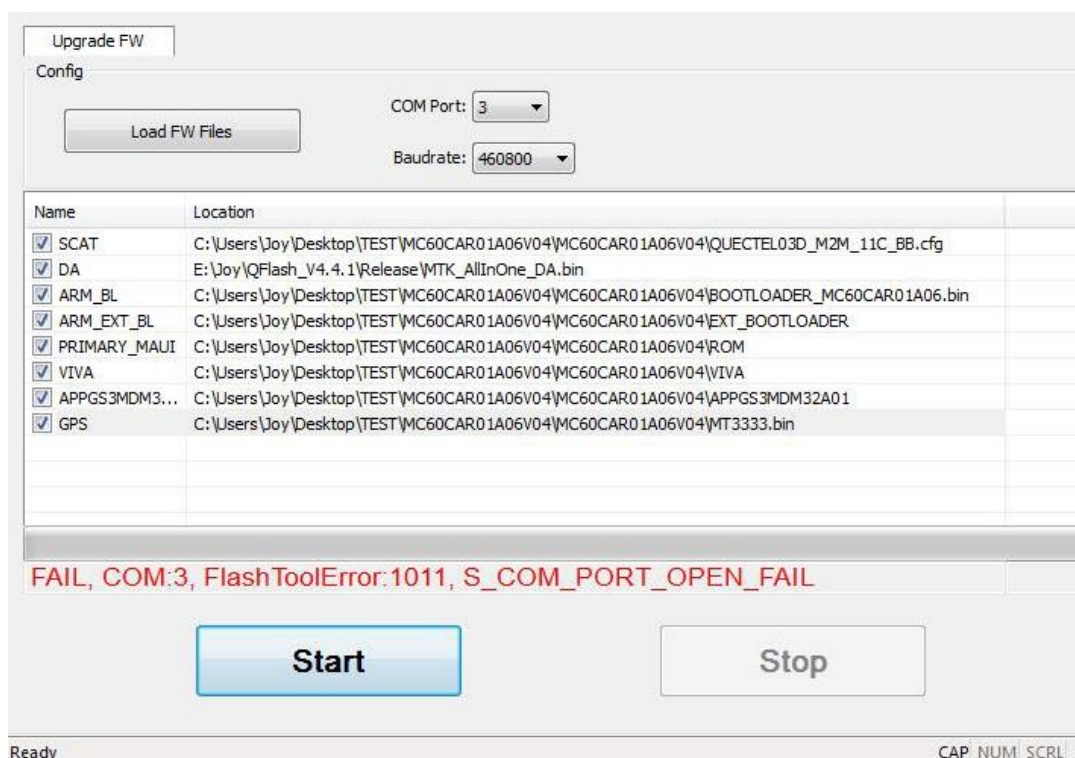 Upgrade FW
Config
Load FW Files
COM Port: 3
Baudrate: 460800
Name Location
SCAT C:\Users\Joy\Desktop\TEST\MC60CAR01A06V04\MC60CAR01A06V04\QUECTEL03D_M2M_11C_BB.cfg
DA E:\Joy\QFlash_V4.4.1\Release\MTK_AllInOne_DA.bin
ARM_BL C:\Users\Joy\Desktop\TEST\MC60CAR01A06V04\MC60CAR01A06V04\BOOTLOADER_MC60CAR01A06.bin
ARM_EXT_BL C:\Users\Joy\Desktop\TEST\MC60CAR01A06V04\MC60CAR01A06V04\EXT_BOOTLOADER
PRIMARY_MAUI C:\Users\Joy\Desktop\TEST\MC60CAR01A06V04\MC60CAR01A06V04\ROM
VIVA C:\Users\Joy\Desktop\TEST\MC60CAR01A06V04\MC60CAR01A06V04\VIVA
APPGS3MDM3... C:\Users\Joy\Desktop\TEST\MC60CAR01A06V04\MC60CAR01A06V04\APPGS3MDM32A01
GPS C:\Users\Joy\Desktop\TEST\MC60CAR01A06V04\MC60CAR01A06V04\MT3333.bin
FAIL, COM:3, FlashToolError:1011, S_COM_PORT_OPEN_FAIL
Start Stop
Ready CAP NUM SCRL